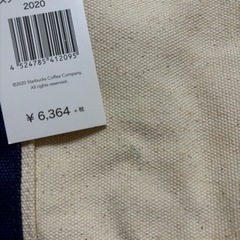 2020
4 524785 412095
©2020 Starbucks Coffee Company.
All rights reserved.
¥ 6,364 +税